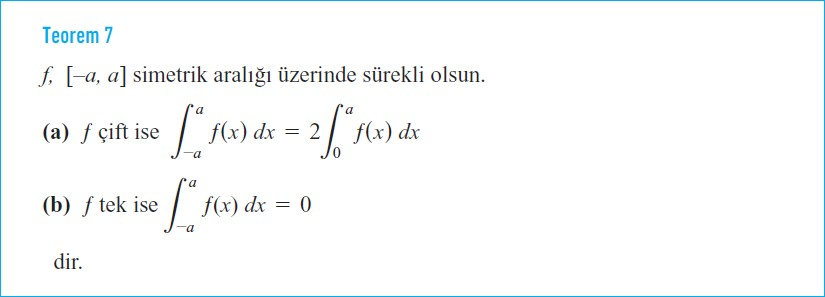 Teorem 7
f, [–a, a] simetrik aralığı üzerinde sürekli olsun.
(a) f çift ise ∫_{-a}^{a} f(x) dx = 2∫_{0}^{a} f(x) dx
(b) f tek ise ∫_{-a}^{a} f(x) dx = 0
dir.